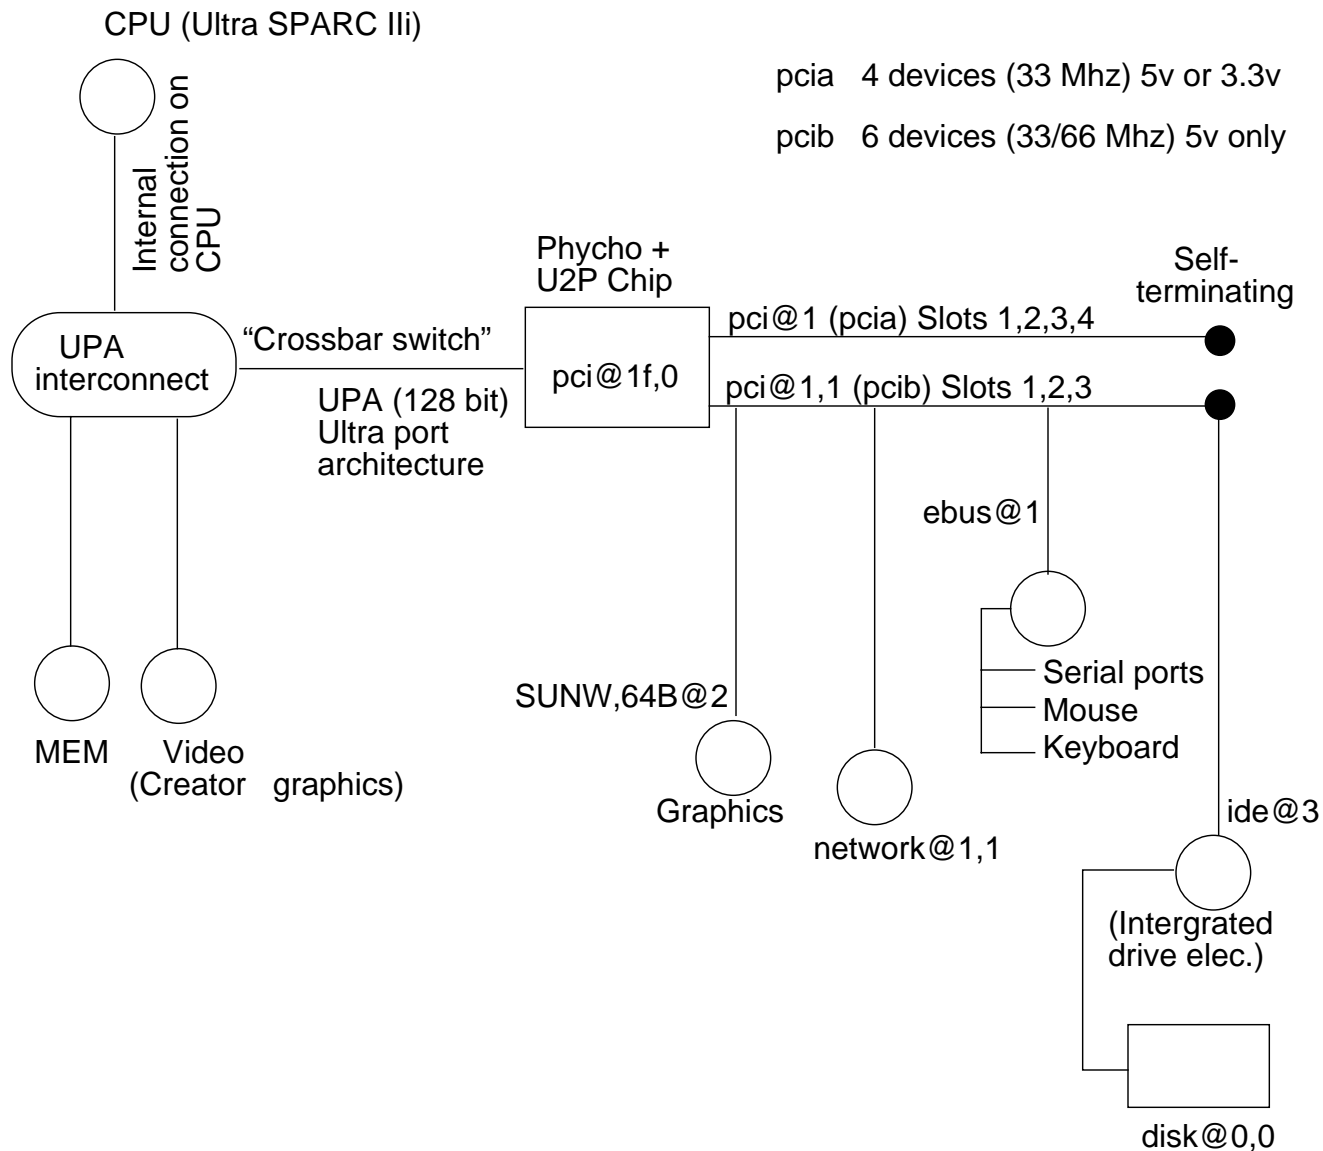 CPU (Ultra SPARC IIi)
pcia 4 devices (33 Mhz) 5v or 3.3v
pcib 6 devices (33/66 Mhz) 5v only
Internal
connection on
CPU
Phycho +
U2P Chip
Self-
terminating
UPA
interconnect
“Crossbar switch”
UPA (128 bit)
Ultra port
architecture
pci@1f,0
pci@1 (pcia) Slots 1,2,3,4
pci@1,1 (pcib) Slots 1,2,3
ebus@1
Serial ports
Mouse
Keyboard
SUNW,64B@2
Graphics
network@1,1
MEM
Video
(Creator graphics)
ide@3
(Intergrated
drive elec.)
disk@0,0